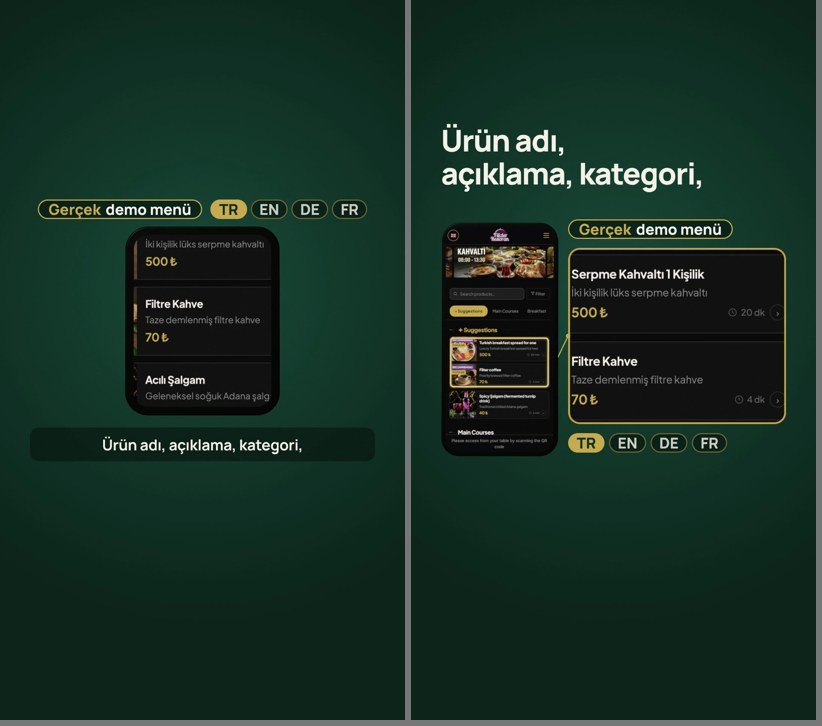 Gerçek demo menü
TR EN DE FR
İki kişilik lüks serpme kahvaltı
500 ₺
Filtre Kahve
Taze demlenmiş filtre kahve
70 ₺
Acılı Şalgam
Geleneksel soğuk Adana şalg
Ürün adı, açıklama, kategori,
Ürün adı,
açıklama, kategori,
KAHVALTI
Search products...
Filter
Suggestions
Main Courses
Breakfast
Suggestions
Turkish breakfast spread for one
500 ₺
Filter coffee
70 ₺
Spicy Şalgam (fermented turnip
drink)
40 ₺
Main Courses
Please access from your table by scanning the QR
code
Gerçek demo menü
Serpme Kahvaltı 1 Kişilik
İki kişilik lüks serpme kahvaltı
500 ₺
20 dk
Filtre Kahve
Taze demlenmiş filtre kahve
70 ₺
4 dk
TR EN DE FR